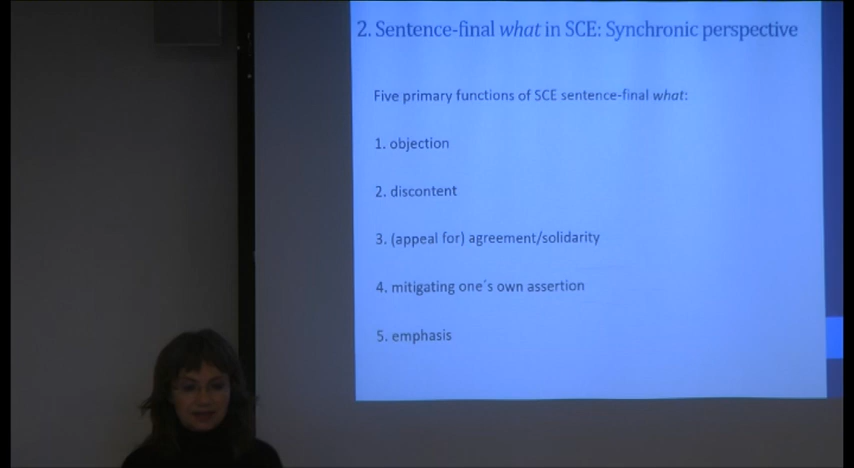 2. Sentence-final what in SCE: Synchronic perspective
Five primary functions of SCE sentence-final what:
1. objection
2. discontent
3. (appeal for) agreement/solidarity
4. mitigating one´s own assertion
5. emphasis